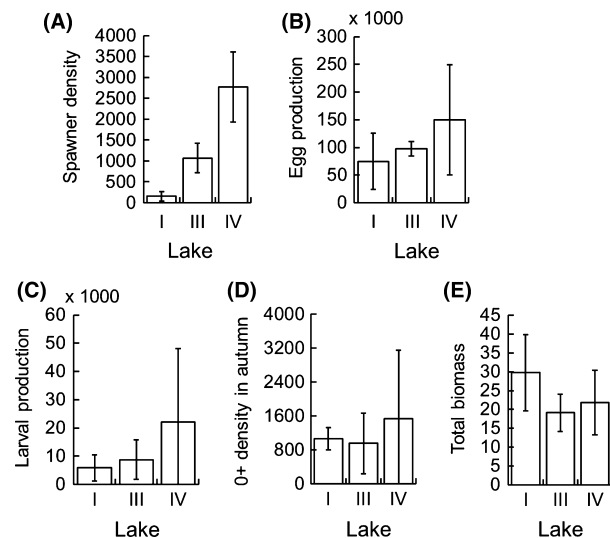 (A)
Spawner density
4000
3500
3000
2500
2000
1500
1000
500
0
I III IV
Lake
(B)
× 1000
Egg production
300
250
200
150
100
50
0
I III IV
Lake
(C)
× 1000
Larval production
60
50
40
30
20
10
0
I III IV
Lake
(D)
0+ density in autumn
4000
3200
2400
1600
800
0
I III IV
Lake
(E)
Total biomass
45
40
35
30
25
20
15
10
5
0
I III IV
Lake